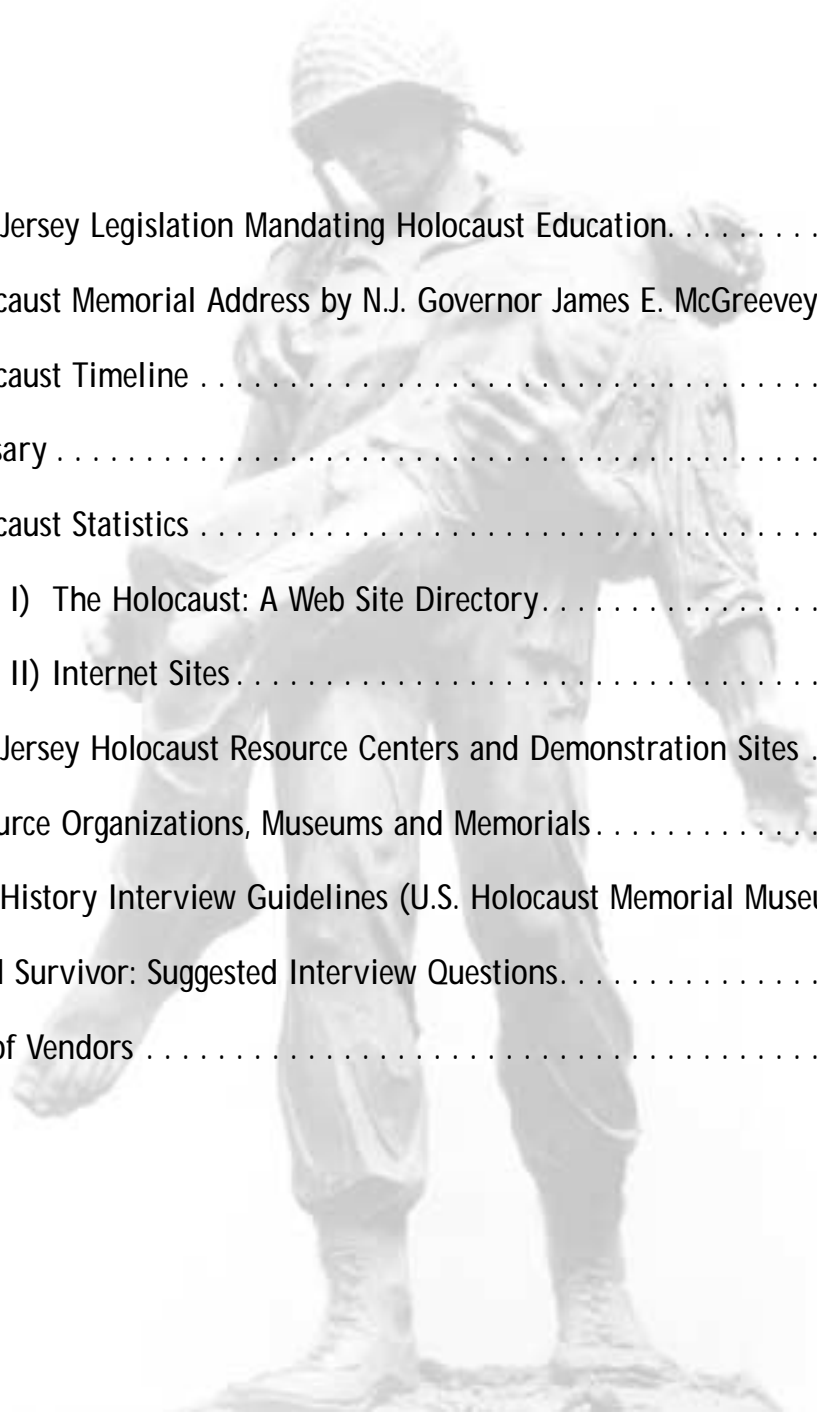 Jersey Legislation Mandating Holocaust Education. . . . . . . . .
caust Memorial Address by N.J. Governor James E. McGreevey
caust Timeline . . . . . . . . . . . . . . . . . . . . . . . . . . . . . . . . . . .
sary . . . . . . . . . . . . . . . . . . . . . . . . . . . . . . . . . . . . . . . . . . .
caust Statistics . . . . . . . . . . . . . . . . . . . . . . . . . . . . . . . . . . .
I) The Holocaust: A Web Site Directory. . . . . . . . . . . . . . . .
II) Internet Sites . . . . . . . . . . . . . . . . . . . . . . . . . . . . . . . . .
Jersey Holocaust Resource Centers and Demonstration Sites . .
urce Organizations, Museums and Memorials . . . . . . . . . . . . .
History Interview Guidelines (U.S. Holocaust Memorial Museu
l Survivor: Suggested Interview Questions. . . . . . . . . . . . . . .
of Vendors . . . . . . . . . . . . . . . . . . . . . . . . . . . . . . . . . . . . . .